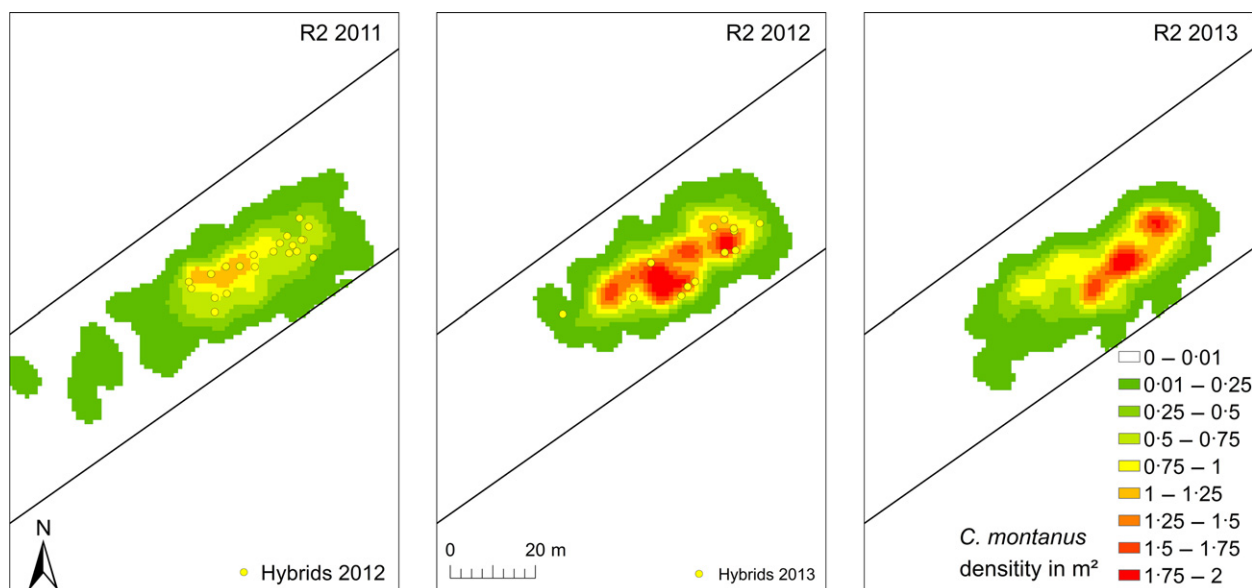 R2 2011
R2 2012
R2 2013
N
Hybrids 2012
0 20 m
Hybrids 2013
C. montanus
densitity in m²
0 – 0·01
0·01 – 0·25
0·25 – 0·5
0·5 – 0·75
0·75 – 1
1 – 1·25
1·25 – 1·5
1·5 – 1·75
1·75 – 2